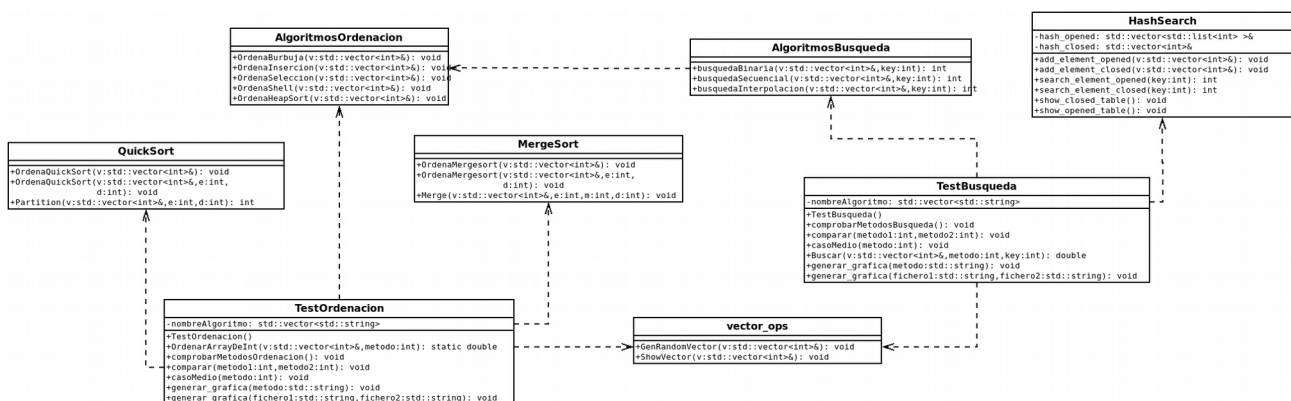 AlgoritmosOrdenacion
+OrdenaBurbuja(v:std::vector<int>&): void
+OrdenaInsercion(v:std::vector<int>&): void
+OrdenaSeleccion(v:std::vector<int>&): void
+OrdenaShell(v:std::vector<int>&): void
+OrdenaHeapSort(v:std::vector<int>&): void
AlgoritmosBusqueda
+busquedaBinaria(v:std::vector<int>&,key:int): int
+busquedaSecuencial(v:std::vector<int>&,key:int): int
+busquedaInterpolacion(v:std::vector<int>&,key:int): int
HashSearch
-hash_opened: std::vector<std::list<int> >&
-hash_closed: std::vector<int>&
+add_element_opened(v:std::vector<int>&): void
+add_element_closed(v:std::vector<int>&): void
+search_element_opened(key:int): int
+search_element_closed(key:int): int
+show_closed_table(): void
+show_opened_table(): void
QuickSort
+OrdenaQuickSort(v:std::vector<int>&): void
+OrdenaQuickSort(v:std::vector<int>&,e:int,
d:int): void
+Partition(v:std::vector<int>&,e:int,d:int): int
MergeSort
+OrdenaMergesort(v:std::vector<int>&): void
+OrdenaMergesort(v:std::vector<int>&,e:int,
d:int): void
+Merge(v:std::vector<int>&,e:int,m:int,d:int): void
TestBusqueda
-nombreAlgoritmo: std::vector<std::string>
+TestBusqueda()
+comprobarMetodosBusqueda(): void
+comparar(metodo1:int,metodo2:int): void
+casoMedio(metodo:int): void
+Buscar(v:std::vector<int>&,metodo:int,key:int): double
+generar_grafica(metodo:std::string): void
+generar_grafica(fichero1:std::string,fichero2:std::string): void
TestOrdenacion
-nombreAlgoritmo: std::vector<std::string>
+TestOrdenacion()
+OrdenarArrayDeInt(v:std::vector<int>&,metodo:int): static double
+comprobarMetodosOrdenacion(): void
+comparar(metodo1:int,metodo2:int): void
+casoMedio(metodo:int): void
+generar_grafica(metodo:std::string): void
+generar_grafica(fichero1:std::string,fichero2:std::string): void
vector_ops
+GenRandomVector(v:std::vector<int>&): void
+ShowVector(v:std::vector<int>&): void